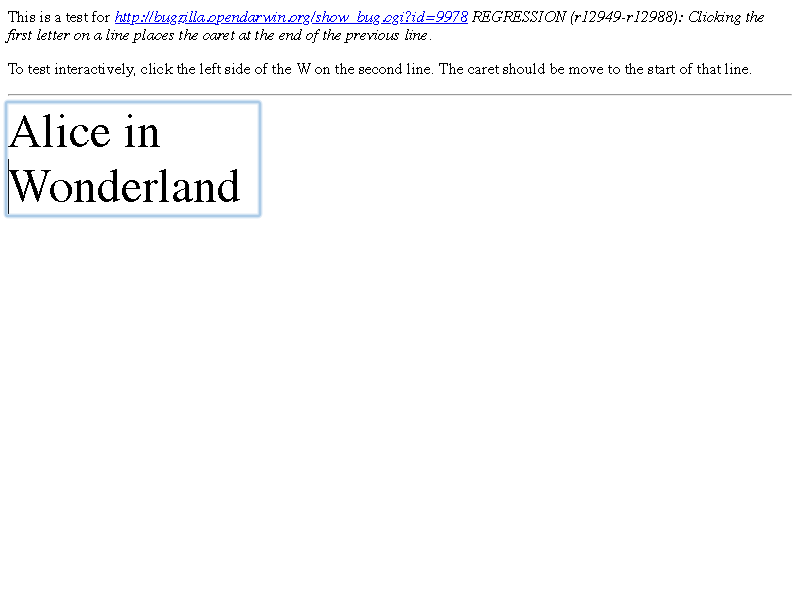 This is a test for http://bugzilla.opendarwin.org/show_bug.cgi?id=9978 REGRESSION (r12949-r12988): Clicking the
first letter on a line places the caret at the end of the previous line.
To test interactively, click the left side of the W on the second line. The caret should be move to the start of that line.
Alice in
Wonderland